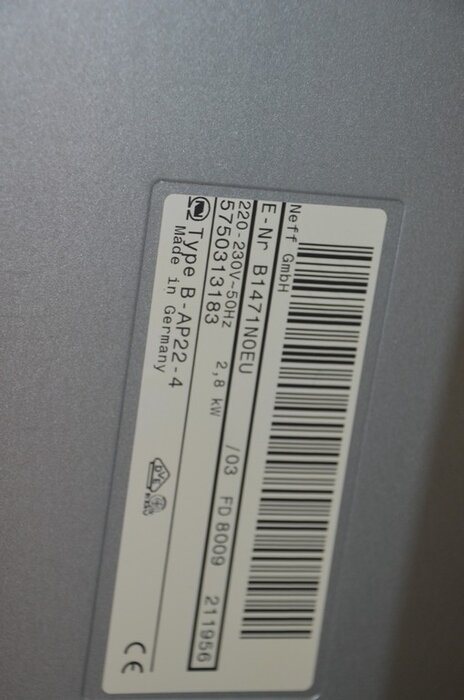 Neff GmbH
E-Nr B1471N0EU /03 FD 8009 211956
220-230V~50Hz 2,8 kW
5750313183
Type B-AP22-4
Made in Germany
DVE
CE